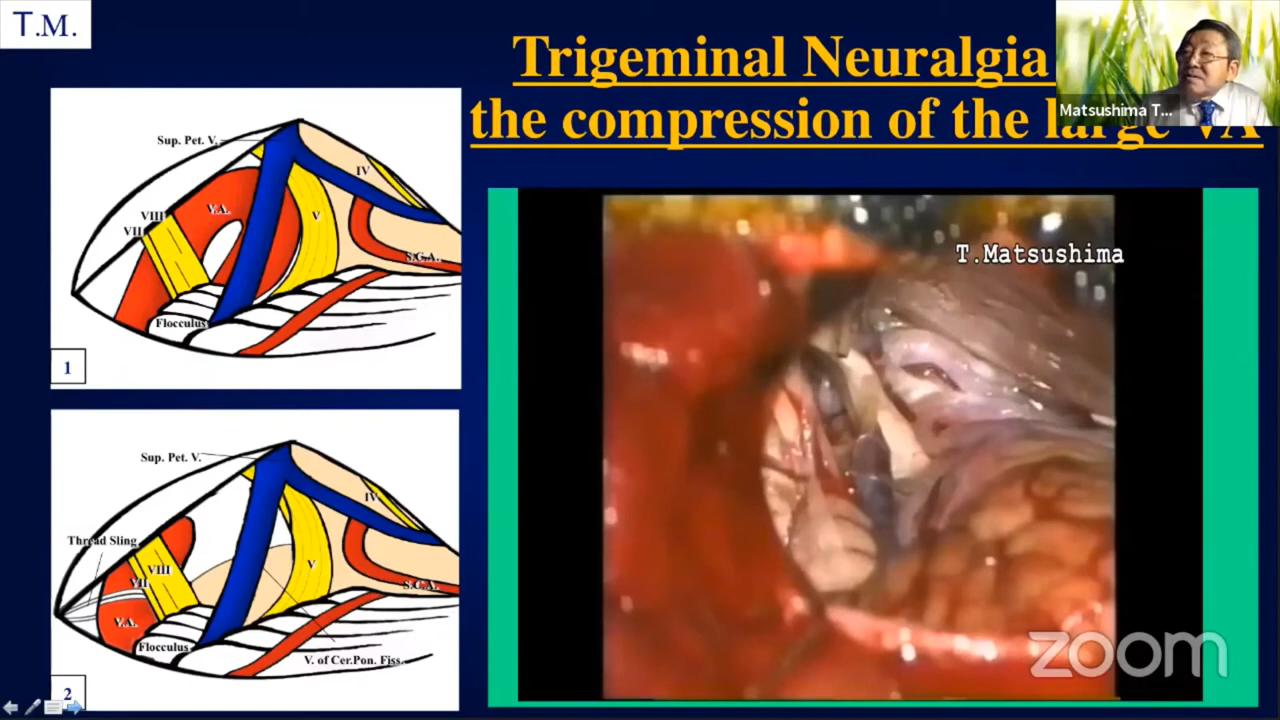 T.M.
Trigeminal Neuralgia
the compression of the large VA
Matsushima T...
Sup. Pet. V.
IV
VIII
V.A.
V
VII
S.C.A.
Flocculus
1
T.Matsushima
Sup. Pet. V.
IV
Thread Sling
VIII
V
VII
S.C.A.
V.A.
Flocculus
V. of Cer.Pon. Fiss.
2
zoom